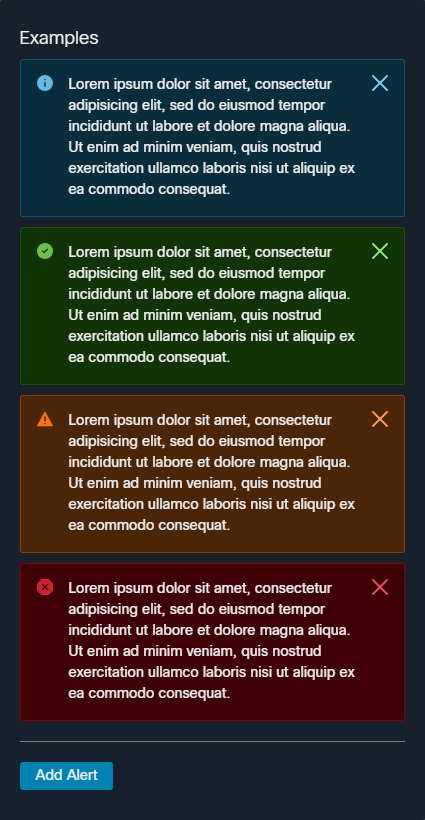 Examples
Lorem ipsum dolor sit amet, consectetur
adipisicing elit, sed do eiusmod tempor
incididunt ut labore et dolore magna aliqua.
Ut enim ad minim veniam, quis nostrud
exercitation ullamco laboris nisi ut aliquip ex
ea commodo consequat.
Lorem ipsum dolor sit amet, consectetur
adipisicing elit, sed do eiusmod tempor
incididunt ut labore et dolore magna aliqua.
Ut enim ad minim veniam, quis nostrud
exercitation ullamco laboris nisi ut aliquip ex
ea commodo consequat.
Lorem ipsum dolor sit amet, consectetur
adipisicing elit, sed do eiusmod tempor
incididunt ut labore et dolore magna aliqua.
Ut enim ad minim veniam, quis nostrud
exercitation ullamco laboris nisi ut aliquip ex
ea commodo consequat.
Lorem ipsum dolor sit amet, consectetur
adipisicing elit, sed do eiusmod tempor
incididunt ut labore et dolore magna aliqua.
Ut enim ad minim veniam, quis nostrud
exercitation ullamco laboris nisi ut aliquip ex
ea commodo consequat.
Add Alert